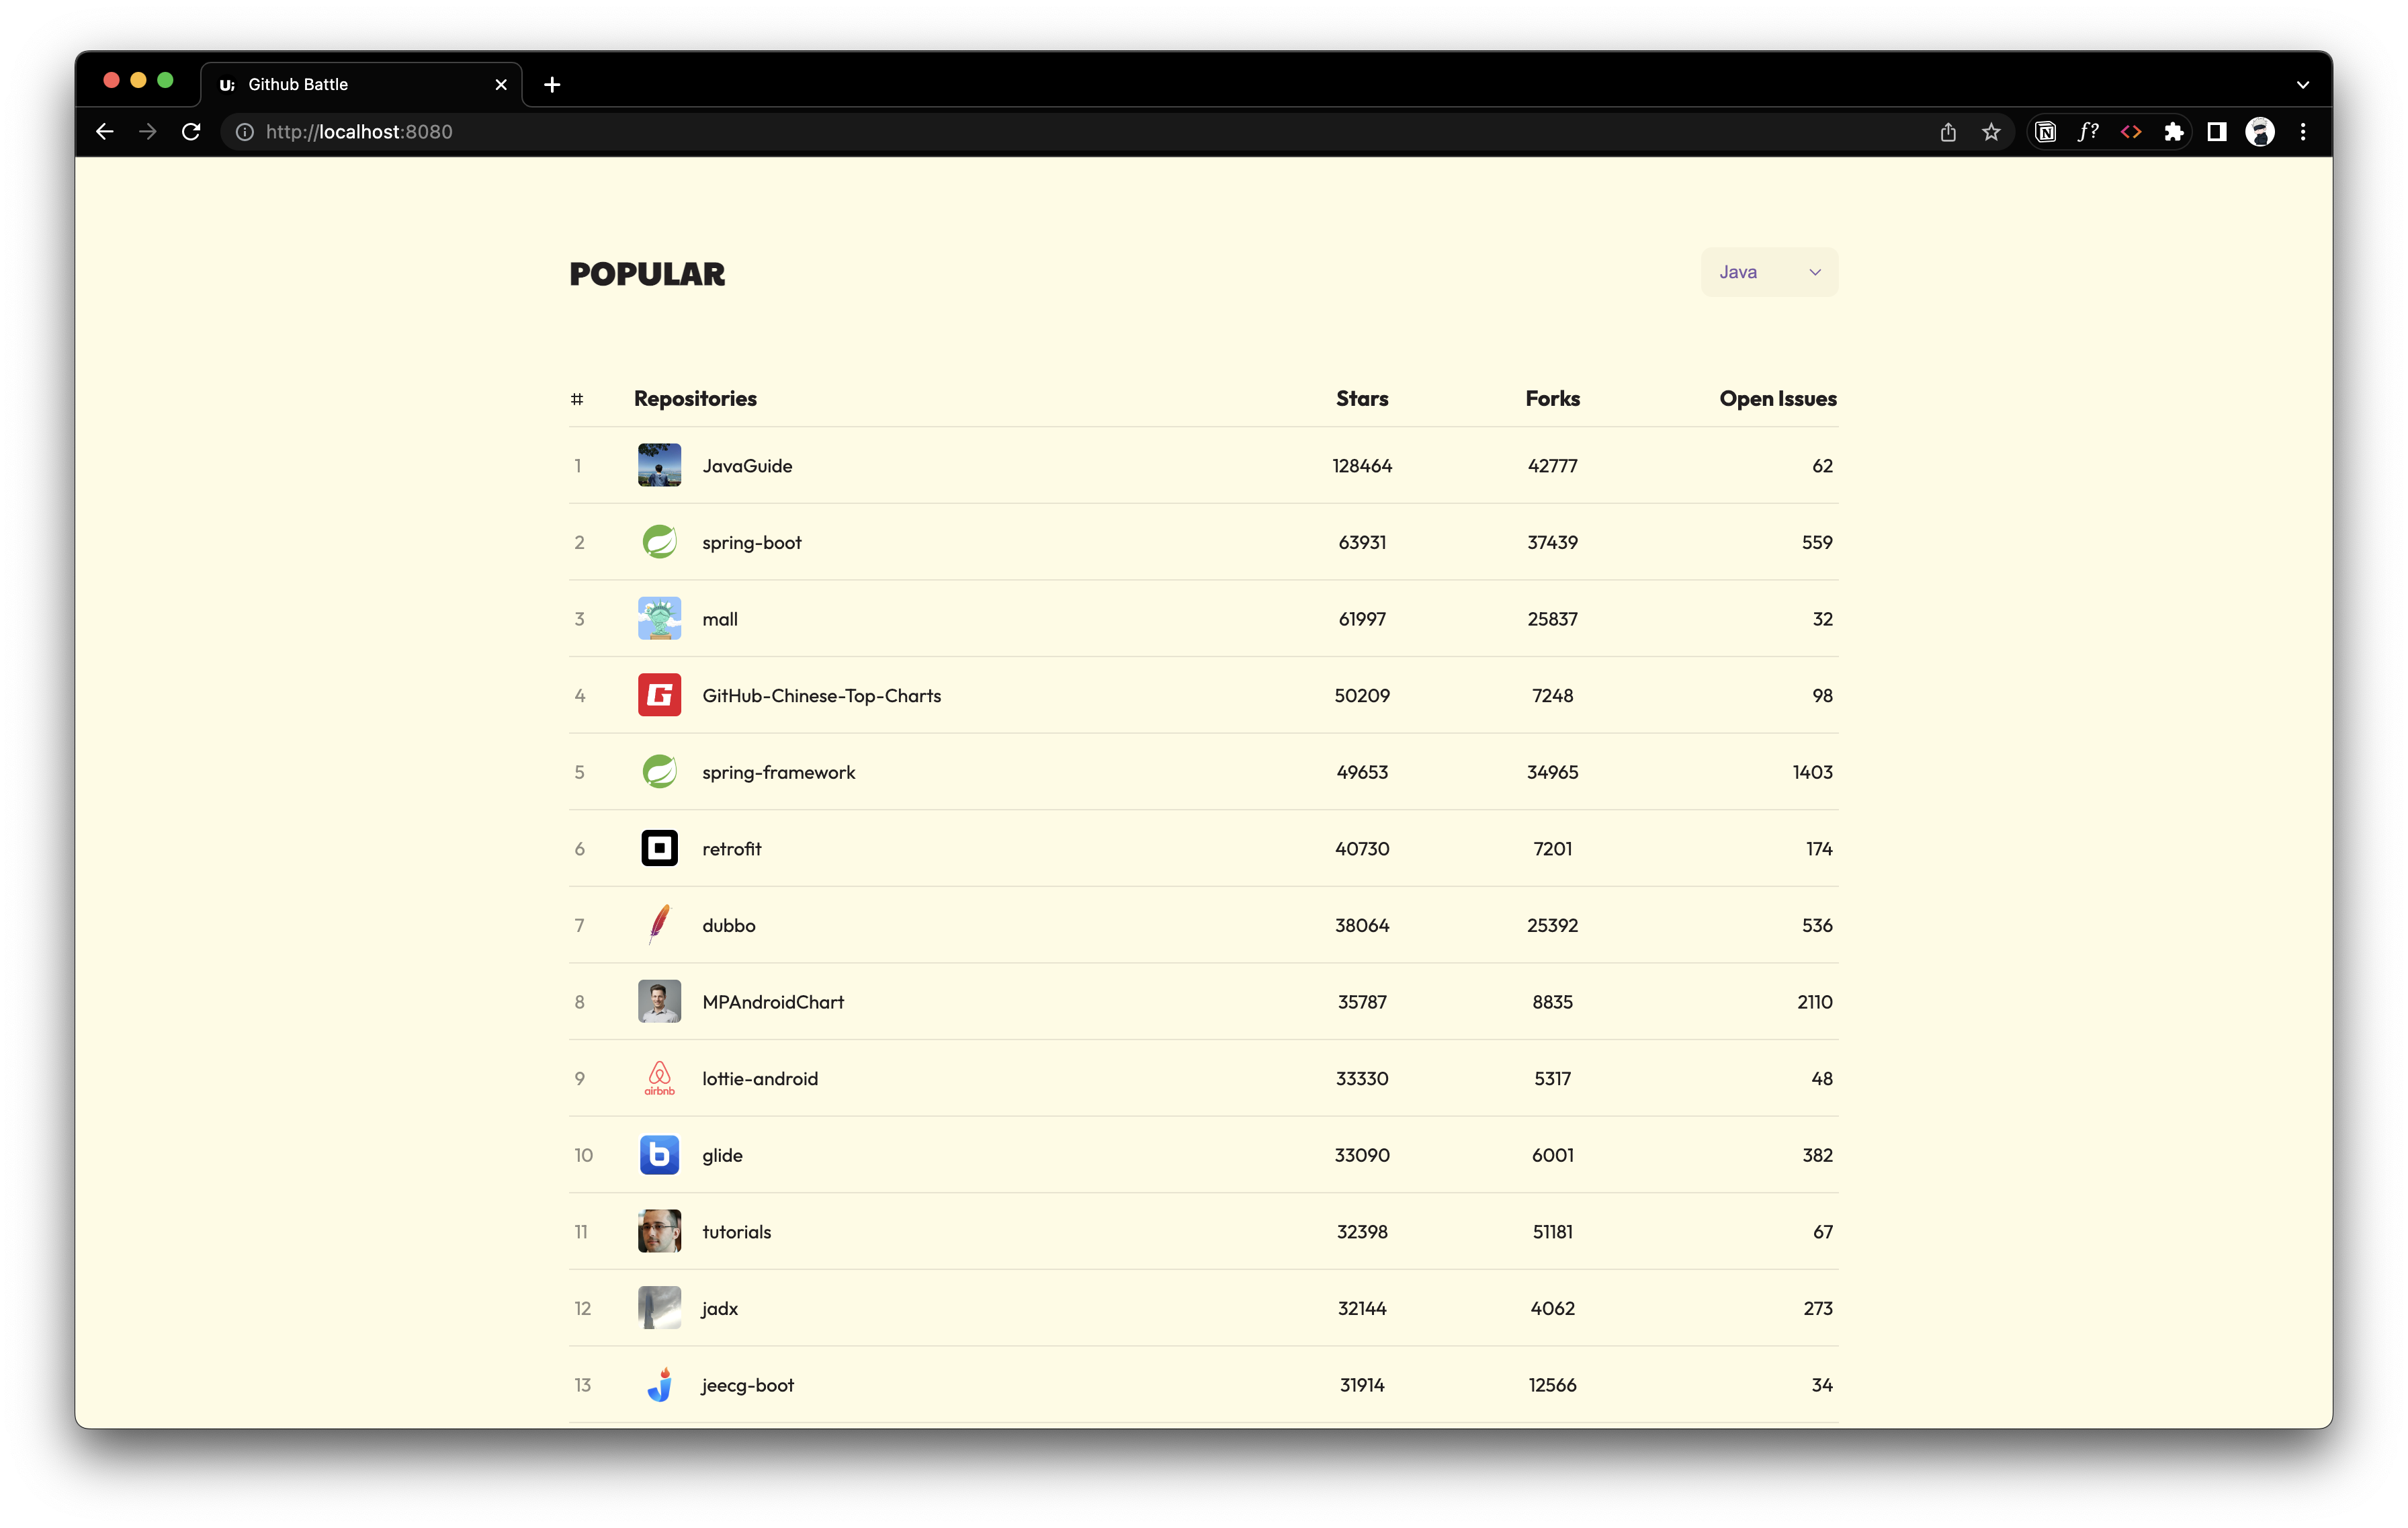 U; Github Battle
http://localhost:8080 N f?
POPULAR Java
# Repositories Stars Forks Open Issues
1 JavaGuide 128464 42777 62
2 spring-boot 63931 37439 559
3 mall 61997 25837 32
4 G GitHub-Chinese-Top-Charts 50209 7248 98
5 spring-framework 49653 34965 1403
6 retrofit 40730 7201 174
7 dubbo 38064 25392 536
8 MPAndroidChart 35787 8835 2110
9 airbnb lottie-android 33330 5317 48
10 b glide 33090 6001 382
11 tutorials 32398 51181 67
12 jadx 32144 4062 273
13 jeecg-boot 31914 12566 34